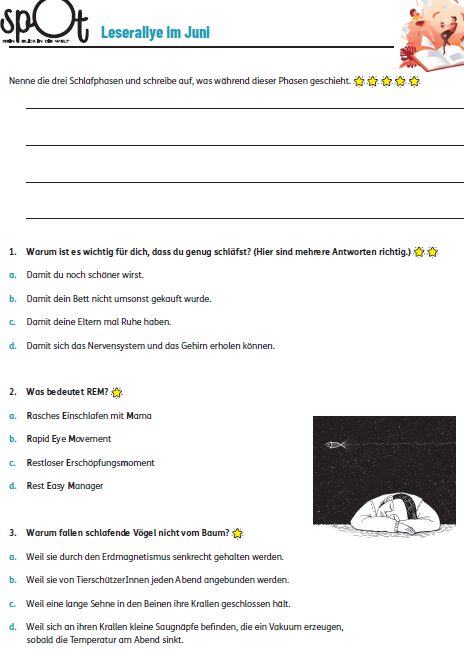 spOt
MEIN BLICK IN DIE WELT
Leserallye im Juni
Nenne die drei Schlafphasen und schreibe auf, was während dieser Phasen geschieht.
1. Warum ist es wichtig für dich, dass du genug schläfst? (Hier sind mehrere Antworten richtig.)
a. Damit du noch schöner wirst.
b. Damit dein Bett nicht umsonst gekauft wurde.
c. Damit deine Eltern mal Ruhe haben.
d. Damit sich das Nervensystem und das Gehirn erholen können.
2. Was bedeutet REM?
a. Rasches Einschlafen mit Mama
b. Rapid Eye Movement
c. Restloser Erschöpfungsmoment
d. Rest Easy Manager
3. Warum fallen schlafende Vögel nicht vom Baum?
a. Weil sie durch den Erdmagnetismus senkrecht gehalten werden.
b. Weil sie von TierschützerInnen jeden Abend angebunden werden.
c. Weil eine lange Sehne in den Beinen ihre Krallen geschlossen hält.
d. Weil sich an ihren Krallen kleine Saugnäpfe befinden, die ein Vakuum erzeugen,
sobald die Temperatur am Abend sinkt.